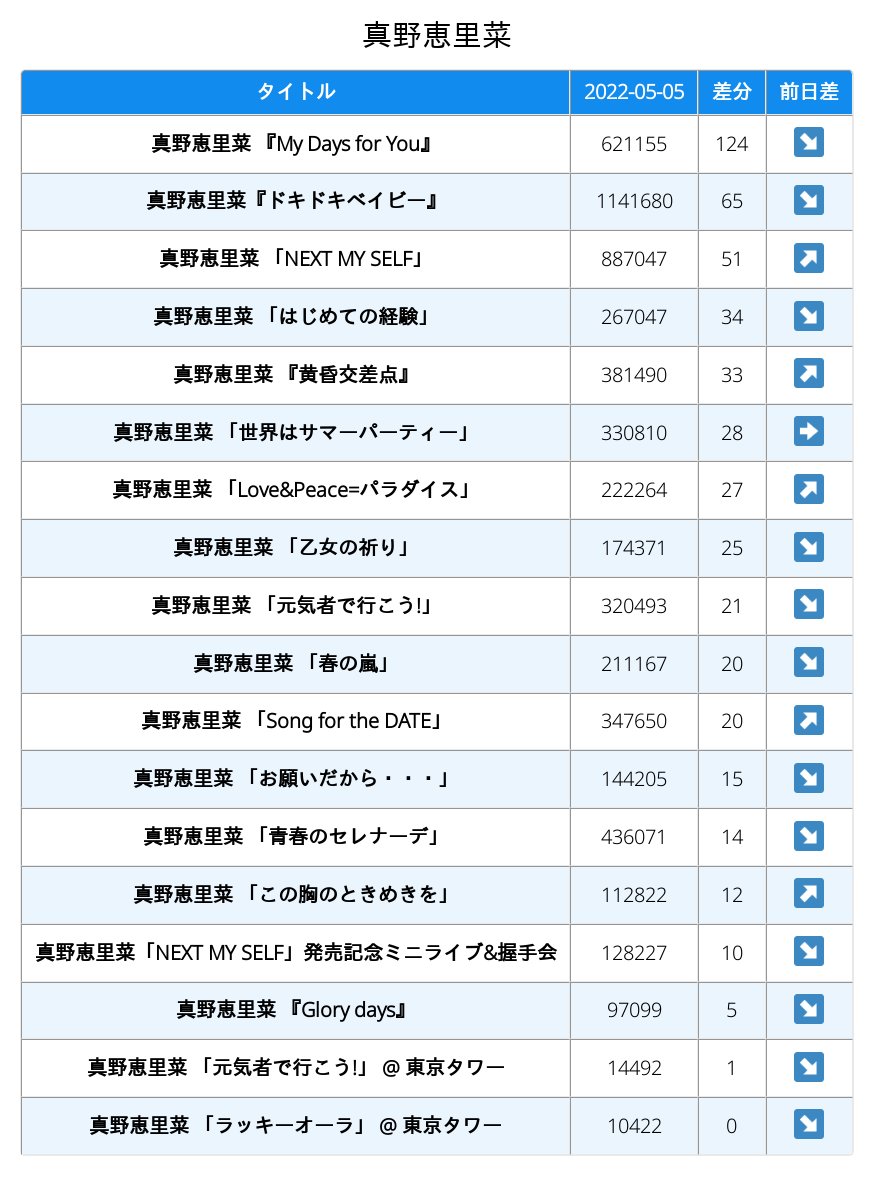 真野恵里菜
タイトル 2022-05-05 差分 前日差
真野恵里菜 『My Days for You』 621155 124 ↘
真野恵里菜『ドキドキベイビー』 1141680 65 ↘
真野恵里菜 「NEXT MY SELF」 887047 51 ↗
真野恵里菜 「はじめての経験」 267047 34 ↘
真野恵里菜 『黄昏交差点』 381490 33 ↗
真野恵里菜 「世界はサマーパーティー」 330810 28 ➡
真野恵里菜 「Love&Peace=パラダイス」 222264 27 ↗
真野恵里菜 「乙女の祈り」 174371 25 ↘
真野恵里菜 「元気者で行こう!」 320493 21 ↘
真野恵里菜 「春の嵐」 211167 20 ↘
真野恵里菜 「Song for the DATE」 347650 20 ↗
真野恵里菜 「お願いだから・・・」 144205 15 ↘
真野恵里菜 「青春のセレナーデ」 436071 14 ↘
真野恵里菜 「この胸のときめきを」 112822 12 ↗
真野恵里菜「NEXT MY SELF」発売記念ミニライブ&握手会 128227 10 ↘
真野恵里菜 『Glory days』 97099 5 ↘
真野恵里菜 「元気者で行こう!」 @ 東京タワー 14492 1 ↘
真野恵里菜 「ラッキーオーラ」 @ 東京タワー 10422 0 ↘